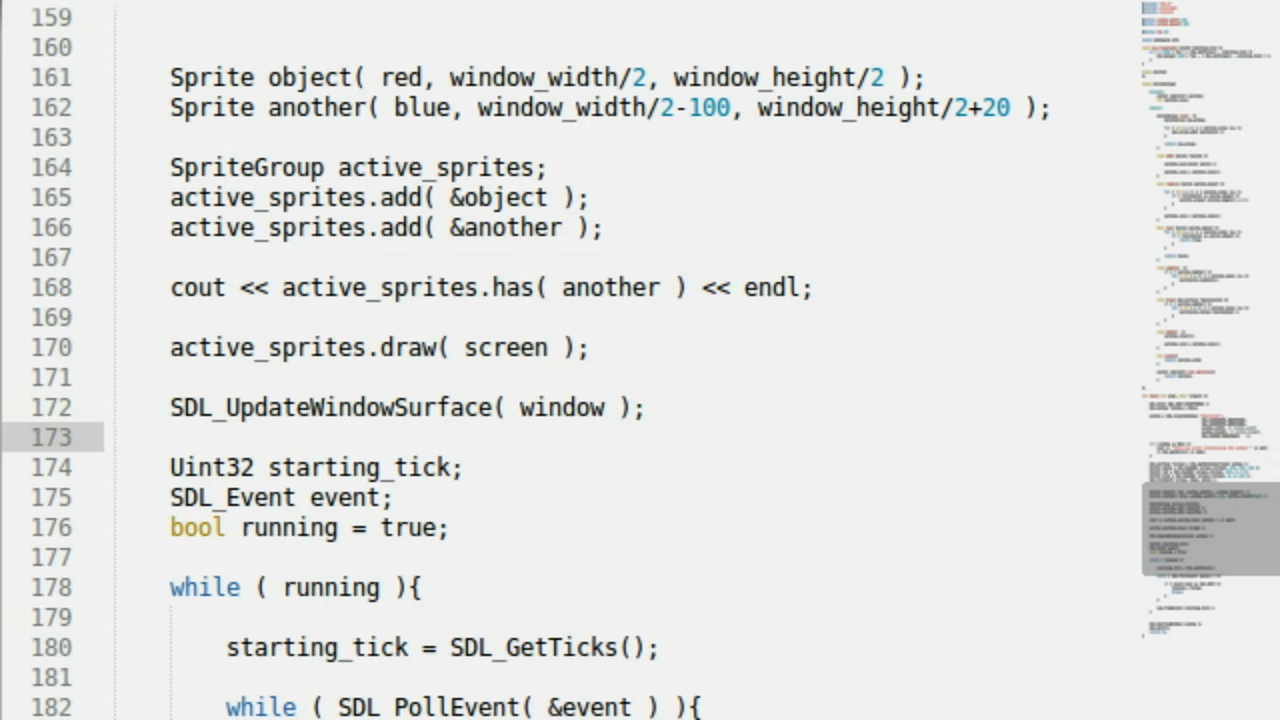 159
160
161 Sprite object( red, window_width/2, window_height/2 );
162 Sprite another( blue, window_width/2-100, window_height/2+20 );
163
164 SpriteGroup active_sprites;
165 active_sprites.add( &object );
166 active_sprites.add( &another );
167
168 cout << active_sprites.has( another ) << endl;
169
170 active_sprites.draw( screen );
171
172 SDL_UpdateWindowSurface( window );
173
174 Uint32 starting_tick;
175 SDL_Event event;
176 bool running = true;
177
178 while ( running ){
179
180 starting_tick = SDL_GetTicks();
181
182 while ( SDL_PollEvent( &event ) ){